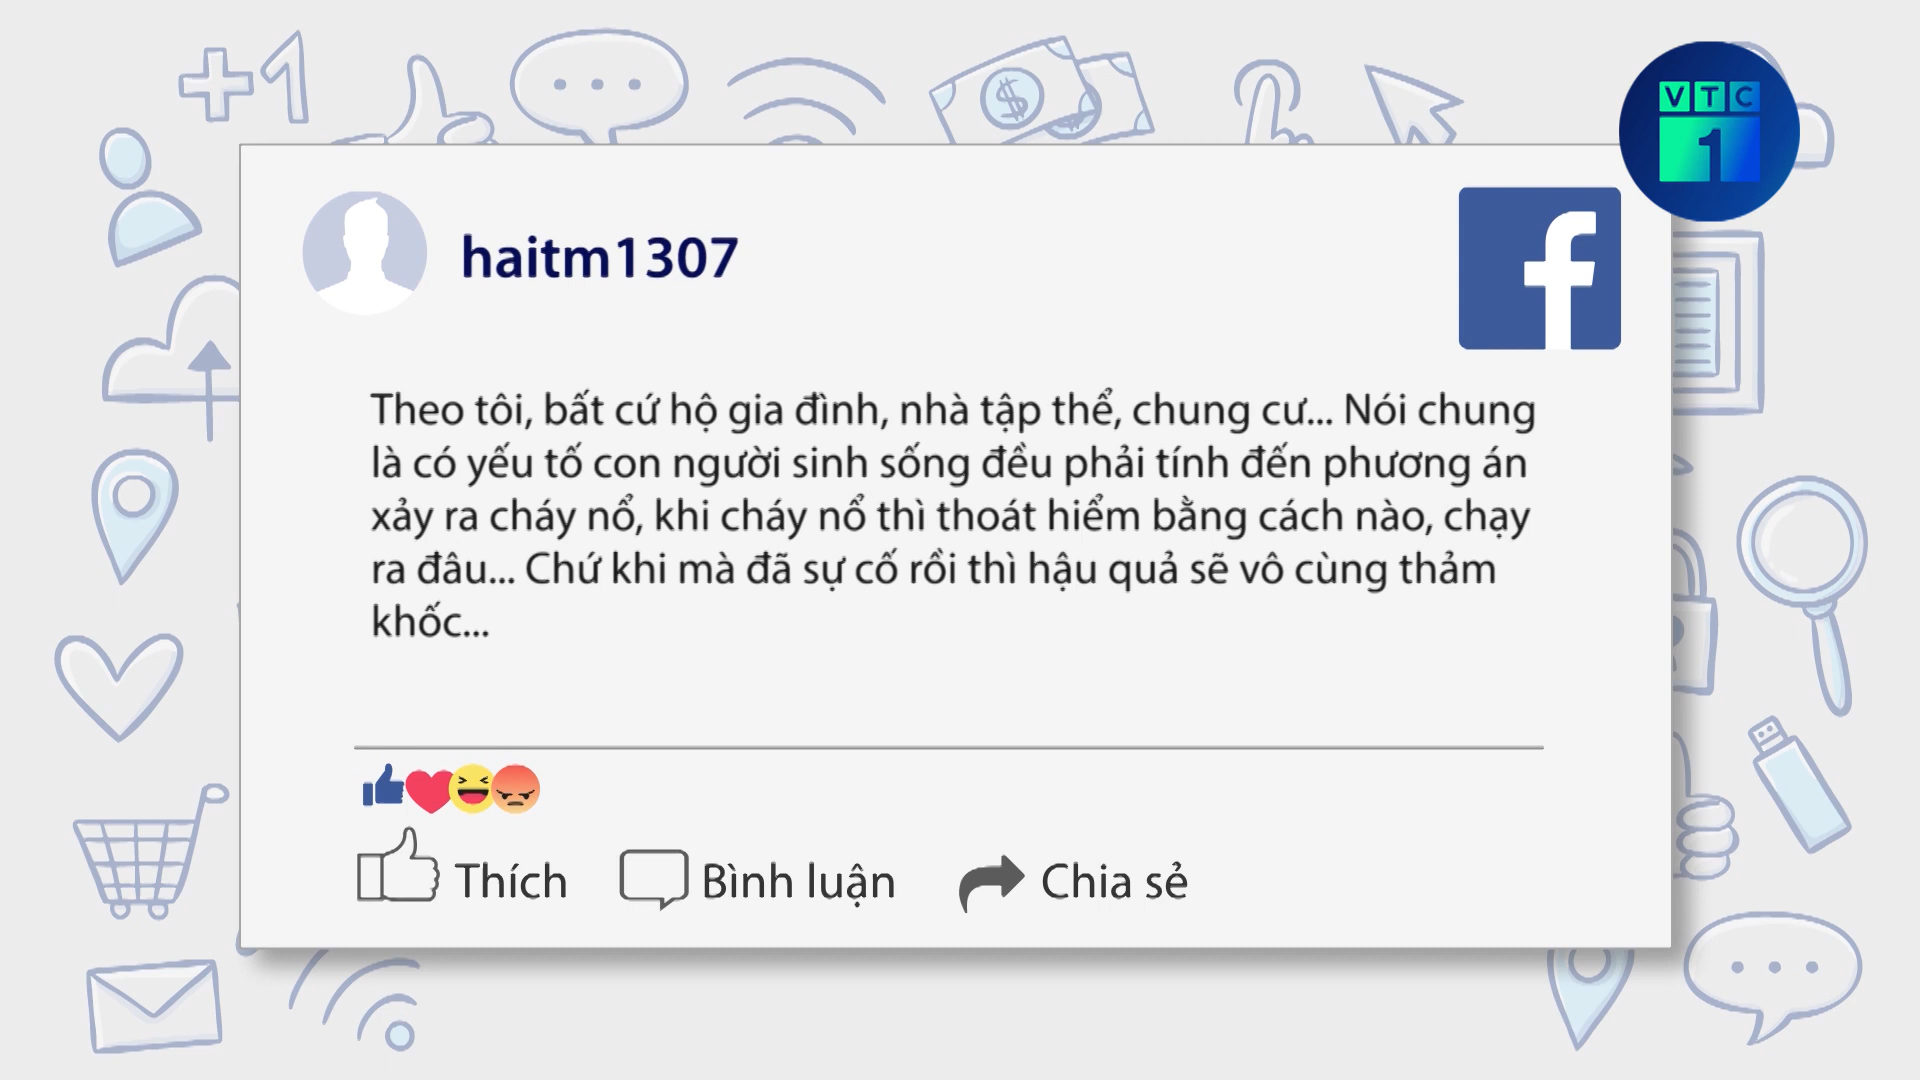 +1
$
VTC
1
haitm1307
f
Theo tôi, bất cứ hộ gia đình, nhà tập thể, chung cư... Nói chung
là có yếu tố con người sinh sống đều phải tính đến phương án
xảy ra cháy nổ, khi cháy nổ thì thoát hiểm bằng cách nào, chạy
ra đâu... Chứ khi mà đã sự cố rồi thì hậu quả sẽ vô cùng thảm
khốc...
Thích Bình luận Chia sẻ